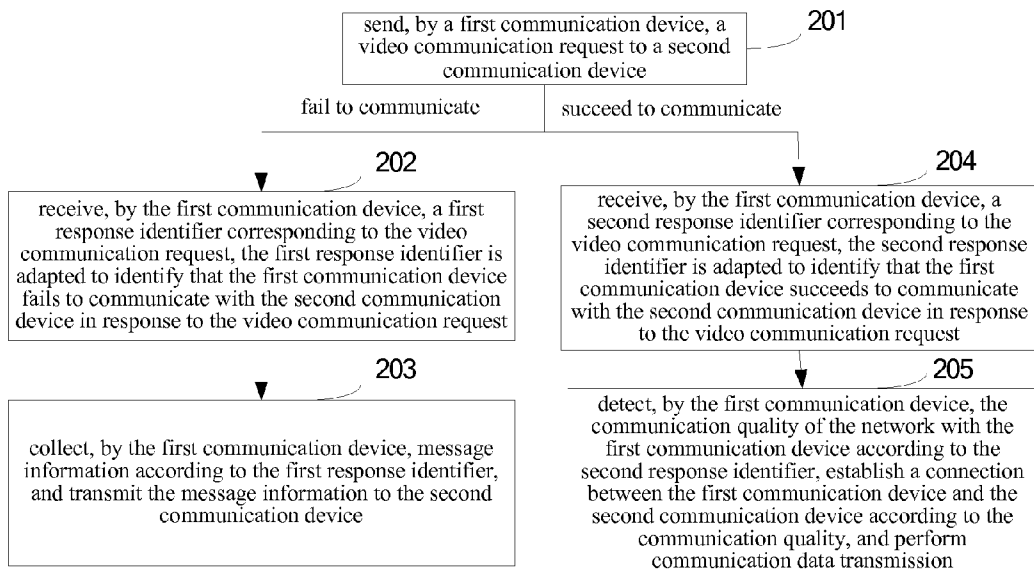 201
send, by a first communication device, a
video communication request to a second
communication device
fail to communicate
succeed to communicate
202
receive, by the first communication device, a first
response identifier corresponding to the video
communication request, the first response identifier is
adapted to identify that the first communication device
fails to communicate with the second communication
device in response to the video communication request
204
receive, by the first communication device, a
second response identifier corresponding to the
video communication request, the second response
identifier is adapted to identify that the first
communication device succeeds to communicate
with the second communication device in response
to the video communication request
203
collect, by the first communication device, message
information according to the first response identifier,
and transmit the message information to the second
communication device
205
detect, by the first communication device, the
communication quality of the network with the
first communication device according to the
second response identifier, establish a connection
between the first communication device and the
second communication device according to the
communication quality, and perform
communication data transmission